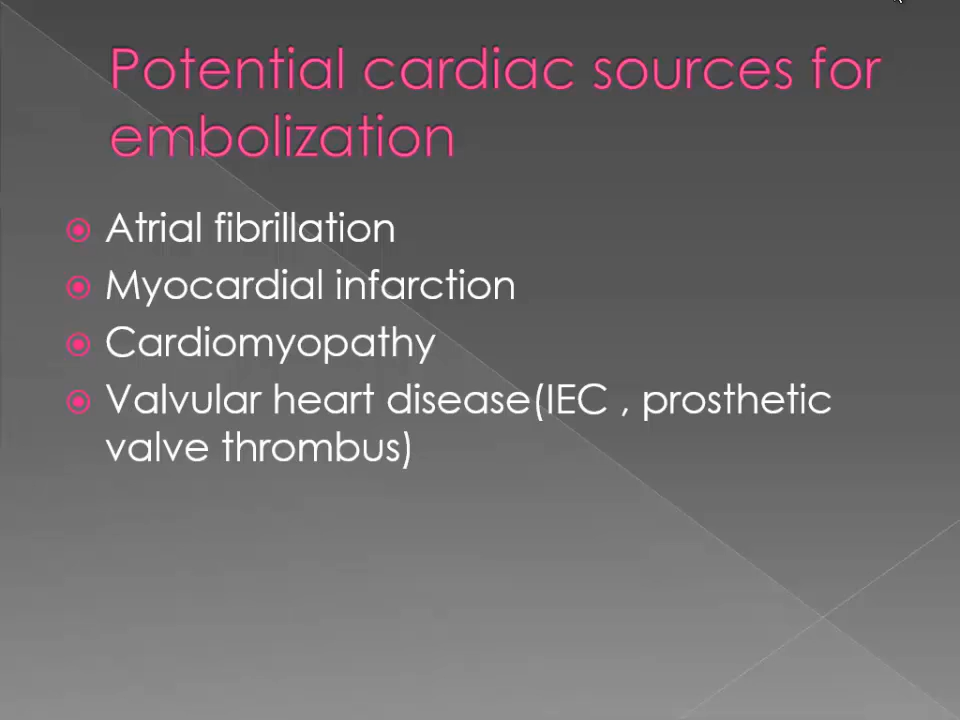 Potential cardiac sources for
embolization
Atrial fibrillation
Myocardial infarction
Cardiomyopathy
Valvular heart disease(IEC , prosthetic
valve thrombus)